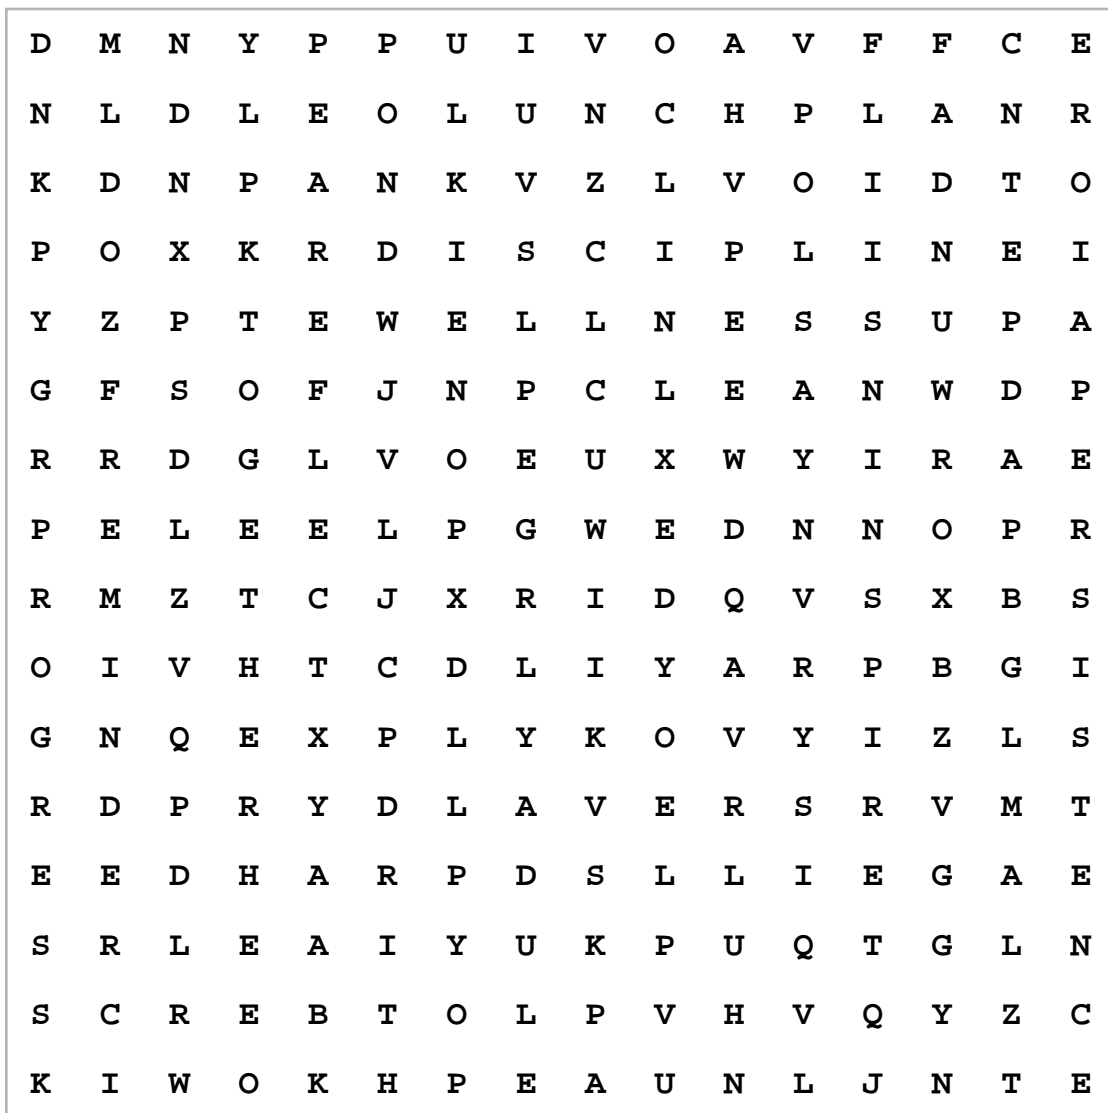 D M N Y P P U I V O A V F F C E
N L D L E O L U N C H P L A N R
K D N P A N K V Z L V O I D T O
P O X K R D I S C I P L I N E I
Y Z P T E W E L L N E S S U P A
G F S O F J N P C L E A N W D P
R R D G L V O E U X W Y I R A E
P E L E E L P G W E D N N O P R
R M Z T C J X R I D Q V S X B S
O I V H T C D L I Y A R P B G I
G N Q E X P L Y K O V Y I Z L S
R D P R Y D L A V E R S R V M T
E E D H A R P D S L L I E G A E
S R L E A I Y U K P U Q T G L N
S C R E B T O L P V H V Q Y Z C
K I W O K H P E A U N L J N T E